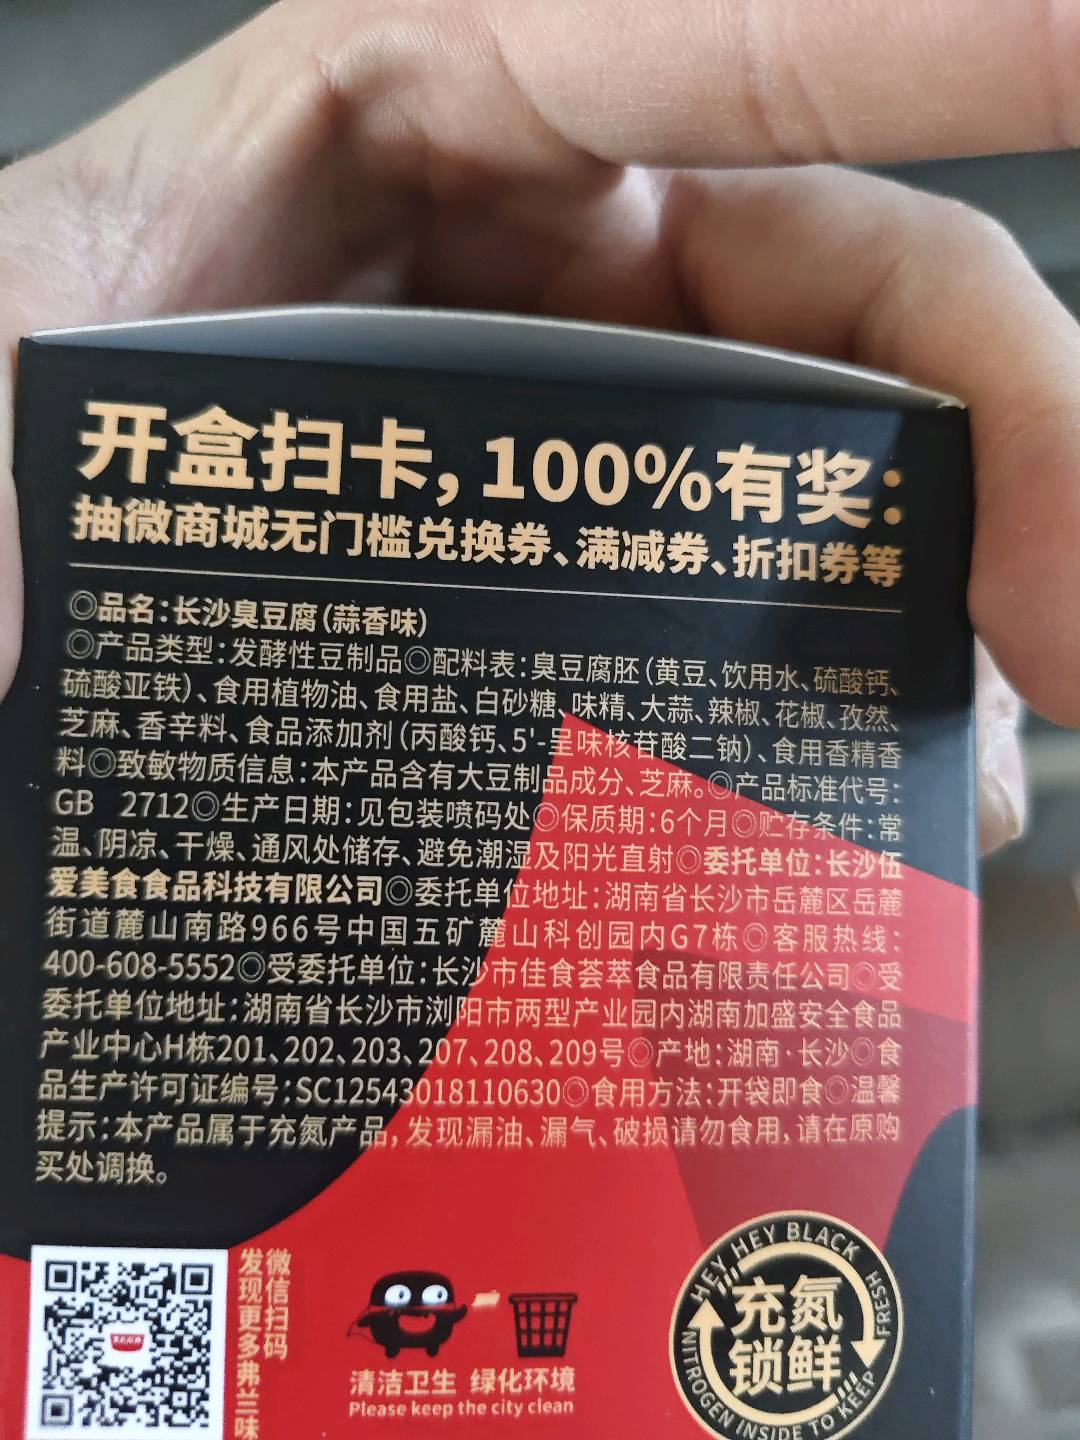 开盒扫卡，100%有奖：
抽微商城无门槛兑换券、满减券、折扣券等
◎品名：长沙臭豆腐（蒜香味）
◎产品类型：发酵性豆制品◎配料表：臭豆腐胚（黄豆、饮用水、硫酸钙、
硫酸亚铁）、食用植物油、食用盐、白砂糖、味精、大蒜、辣椒、花椒、孜然、
芝麻、香辛料、食品添加剂（丙酸钙、5'-呈味核苷酸二钠）、食用香精香
料◎致敏物质信息：本产品含有大豆制品成分、芝麻。◎产品标准代号：
GB 2712◎生产日期：见包装喷码处◎保质期：6个月◎贮存条件：常
温、阴凉、干燥、通风处储存、避免潮湿及阳光直射◎委托单位：长沙伍
爱美食食品科技有限公司◎委托单位地址：湖南省长沙市岳麓区岳麓
街道麓山南路966号中国五矿麓山科创园内G7栋◎客服热线：
400-608-5552◎受委托单位：长沙市佳食荟萃食品有限责任公司◎受
委托单位地址：湖南省长沙市浏阳市两型产业园内湖南加盛安全食品
产业中心H栋201、202、203、207、208、209号◎产地：湖南·长沙◎食
品生产许可证编号：SC12543018110630◎食用方法：开袋即食◎温馨
提示：本产品属于充氮产品，发现漏油、漏气、破损请勿食用，请在原购
买处调换。
微信扫码
发现更多弗兰味
清洁卫生 绿化环境
Please keep the city clean
HEY HEY BLACK
充氮
锁鲜
NITROGEN INSIDE TO KEEP
FRESH